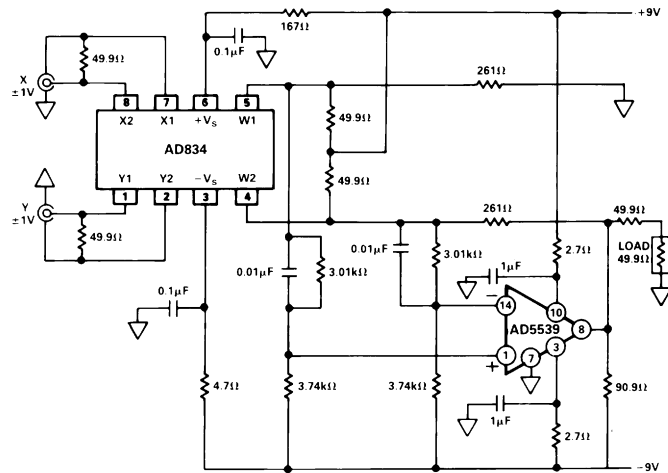 +9V
167Ω
0.1μF
49.9Ω
X
±1V
8 7 6 5
X2 X1 +VS W1
261Ω
49.9Ω
AD834
Y1 Y2 −VS W2
1 2 3 4
49.9Ω
Y
±1V
49.9Ω
261Ω
49.9Ω
0.01μF
3.01kΩ
0.01μF
3.01kΩ
2.7Ω
LOAD
49.9Ω
1μF
0.1μF
−
14
10
AD5539
8
1
+
7
3
4.7Ω
3.74kΩ
3.74kΩ
90.9Ω
1μF
2.7Ω
−9V